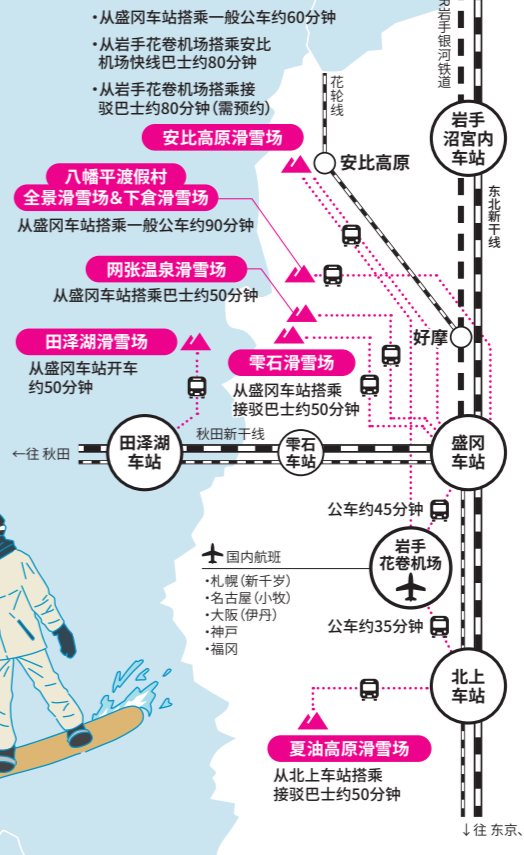 ·从盛冈车站搭乘一般公车约60分钟
·从岩手花卷机场搭乘安比
机场快线巴士约80分钟
·从岩手花卷机场搭乘接
驳巴士约80分钟（需预约）
岩手银河铁道
花轮线
安比高原滑雪场
安比高原
岩手
沼宫内
车站
东北新干线
八幡平渡假村
全景滑雪场&下仓滑雪场
从盛冈车站搭乘一般公车约90分钟
网张温泉滑雪场
从盛冈车站搭乘巴士约50分钟
好摩
田泽湖滑雪场
从盛冈车站开车
约50分钟
雫石滑雪场
从盛冈车站搭乘
接驳巴士约50分钟
←往 秋田
田泽湖
车站
秋田新干线
雫石
车站
盛冈
车站
公车约45分钟
岩手
花卷机场
国内航班
·札幌（新千岁）
·名古屋（小牧）
·大阪（伊丹）
·神戸
·福冈
公车约35分钟
北上
车站
夏油高原滑雪场
从北上车站搭乘
接驳巴士约50分钟
↓往 东京、